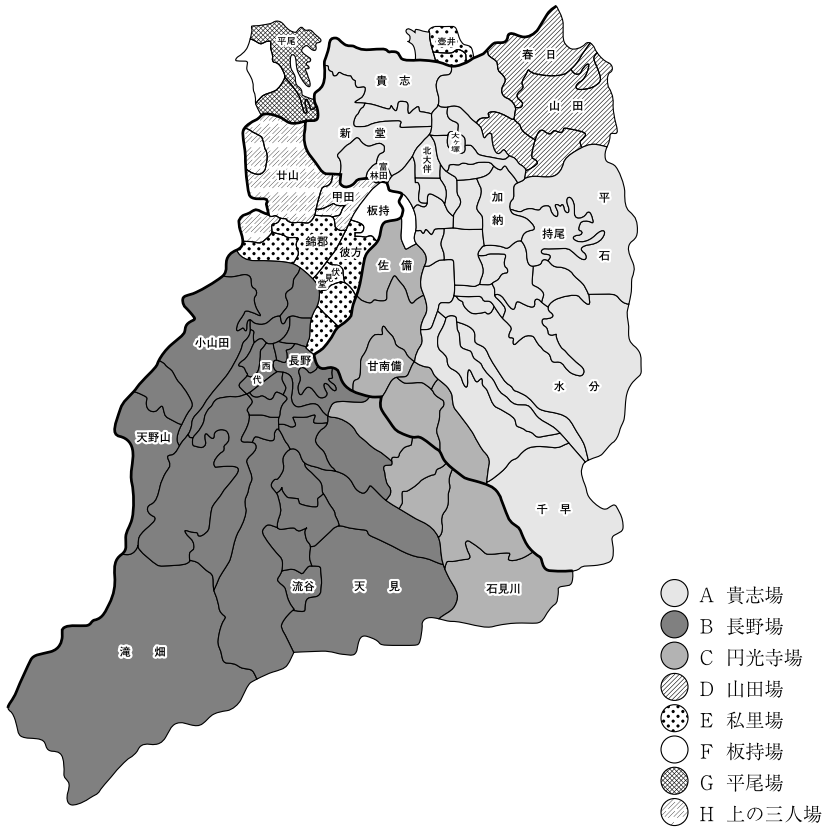 平尾
壺井
春日
貴志
山田
新堂
大ヶ塚
北大伴
富
林田
廿山
甲田
加納
平
板持
持尾
錦郡
彼方
石
佐備
伏
見
堂
小山田
長野
西
代
甘南備
水分
天野山
千早
流谷
天見
石見川
滝畑
A 貴志場
B 長野場
C 円光寺場
D 山田場
E 私里場
F 板持場
G 平尾場
H 上の三人場